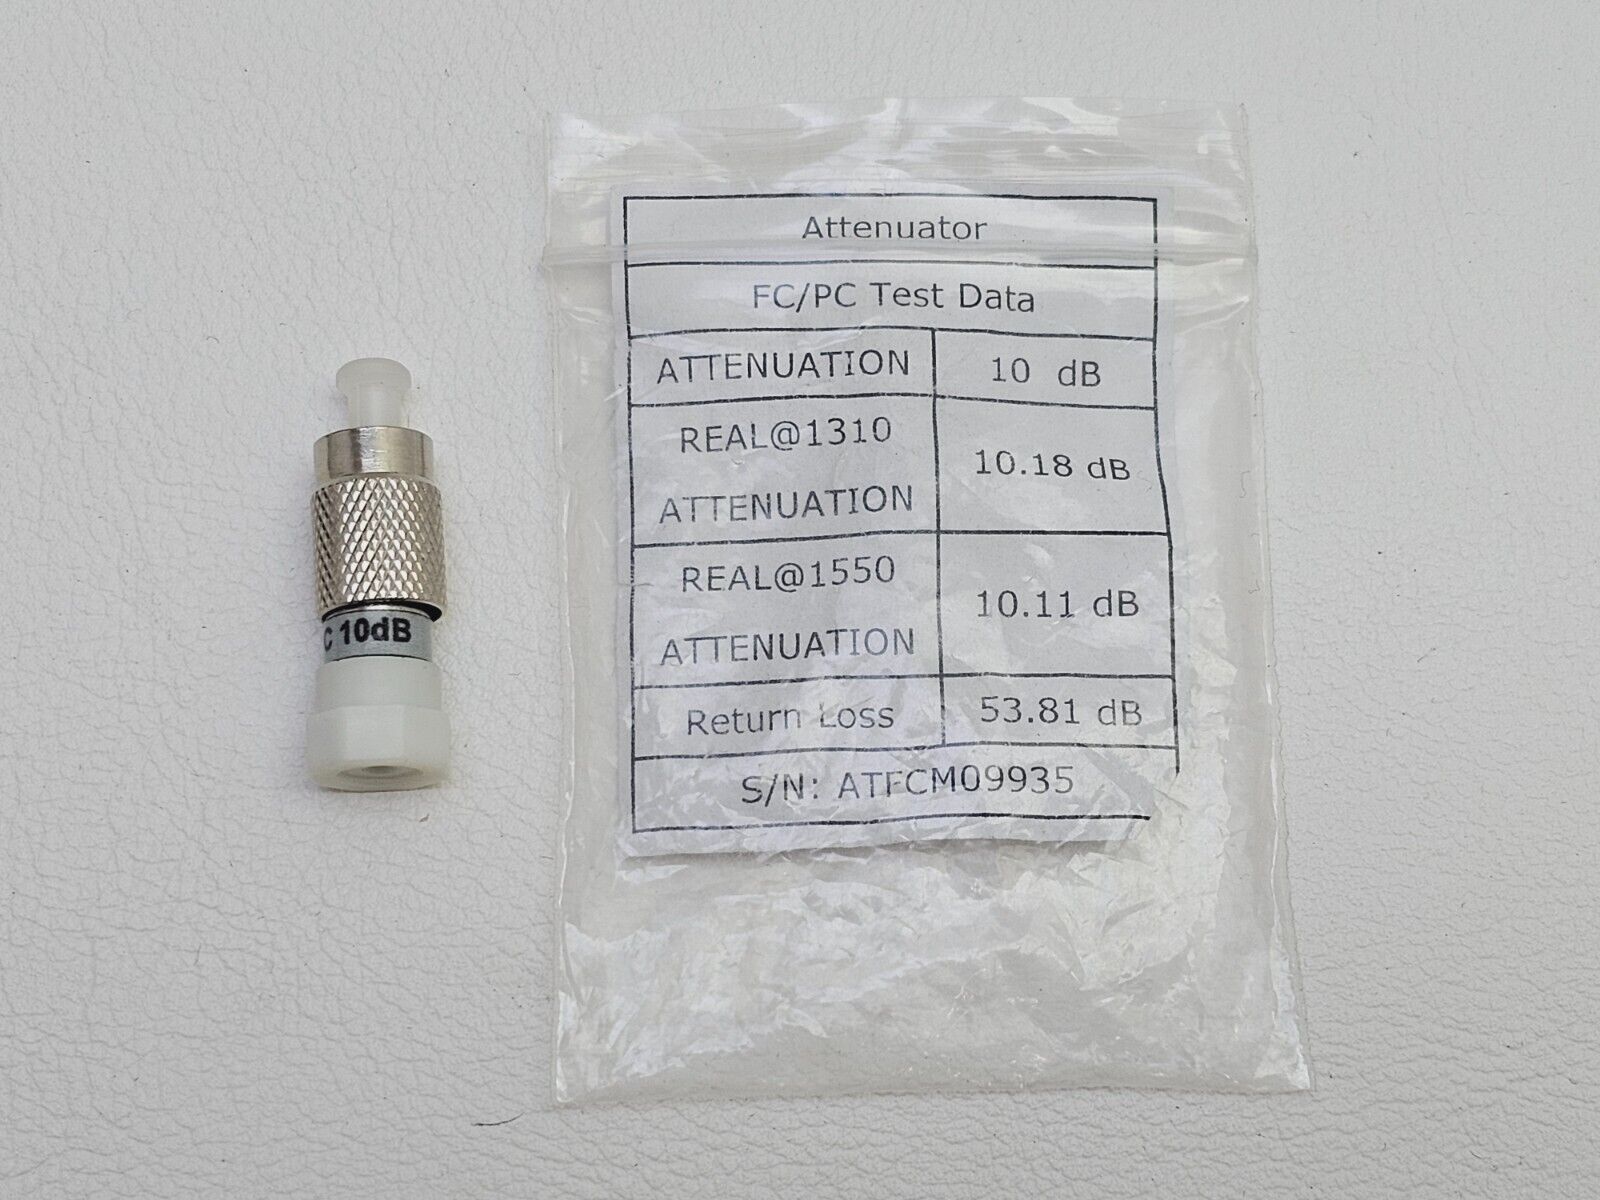 Attenuator
FC/PC Test Data
ATTENUATION 10 dB
REAL@1310
ATTENUATION
10.18 dB
REAL@1550
ATTENUATION
10.11 dB
Return Loss 53.81 dB
S/N: ATFCM09935
C 10dB